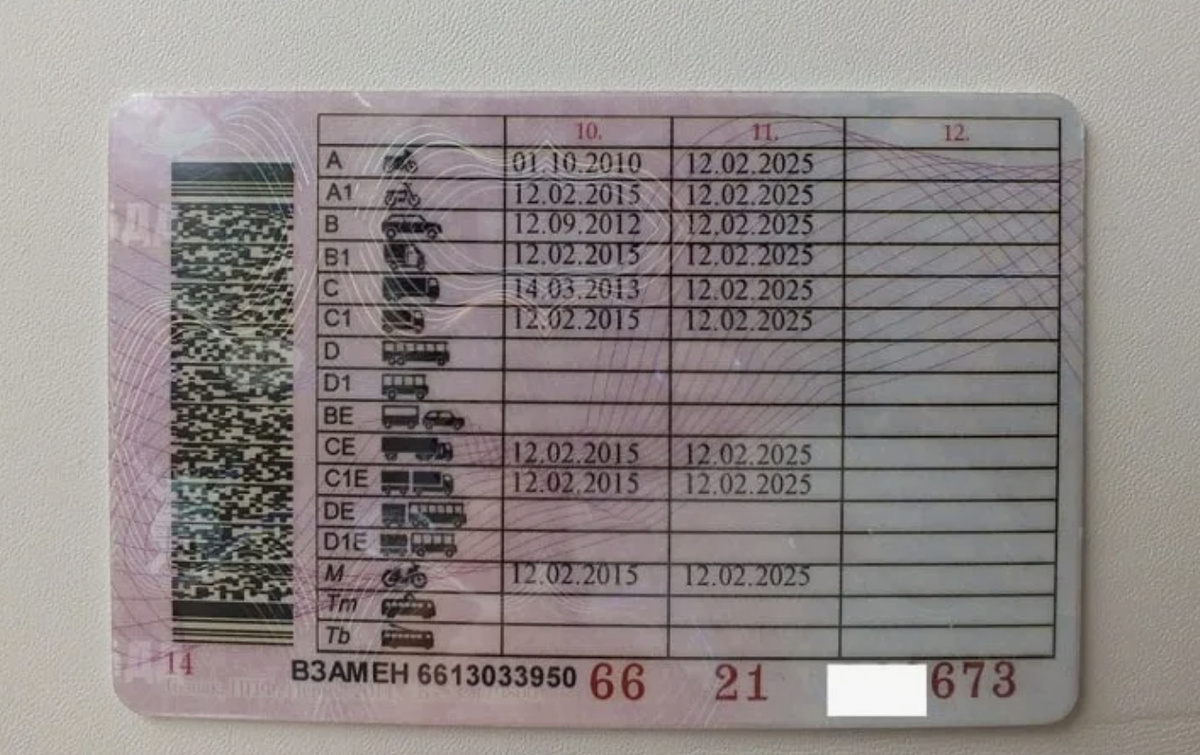 10. 11. 12.
A 01.10.2010 12.02.2025
A1 12.02.2015 12.02.2025
B 12.09.2012 12.02.2025
B1 12.02.2015 12.02.2025
C 14.03.2013 12.02.2025
C1 12.02.2015 12.02.2025
D
D1
BE
CE 12.02.2015 12.02.2025
C1E 12.02.2015 12.02.2025
DE
D1E
M 12.02.2015 12.02.2025
Tm
Tb
14
ВЗАМЕН 6613033950 66 21 673